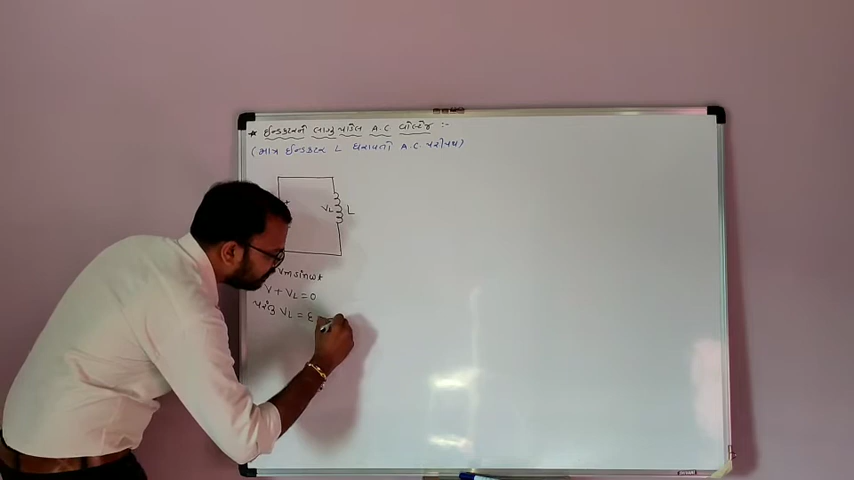 * ઈન્ડક્ટરને લાગુ પાડેલ A.C વોલ્ટેજ :-
(માત્ર ઈન્ડક્ટર L ધરાવતો A.C. પરીપથ)
VL L
Vm sinωt
V + VL = 0
પરંતુ VL = ε